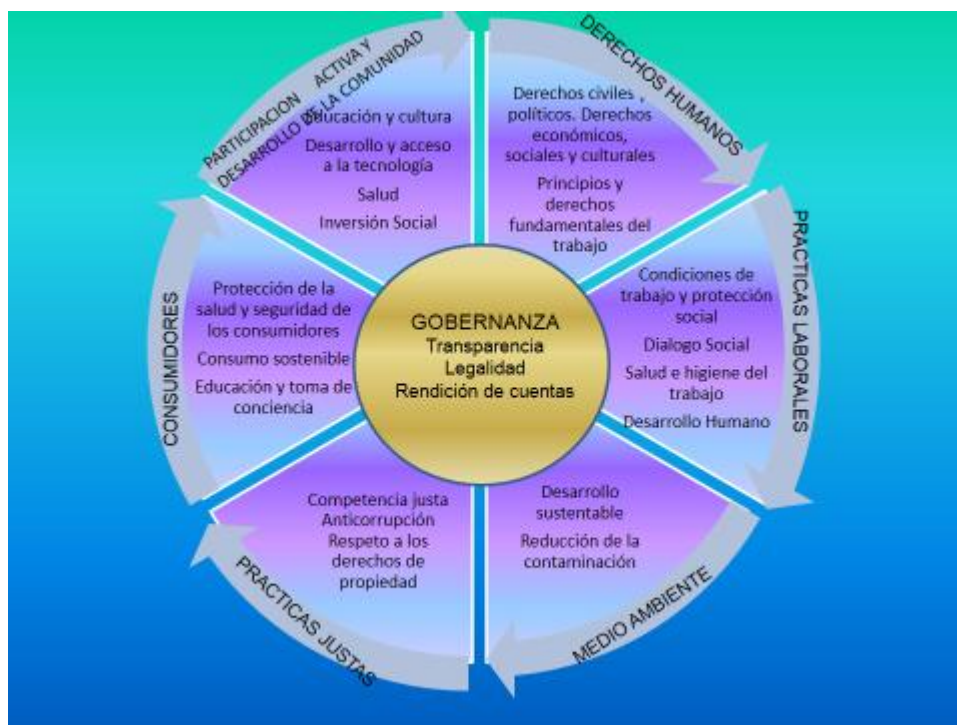 PARTICIPACION ACTIVA Y
DESARROLLO DE LA COMUNIDAD
Educación y cultura
Desarrollo y acceso
a la tecnología
Salud
Inversión Social
DERECHOS HUMANOS
Derechos civiles y
políticos. Derechos
económicos,
sociales y culturales
Principios y
derechos
fundamentales del
trabajo
PRACTICAS LABORALES
Condiciones de
trabajo y protección
social
Dialogo Social
Salud e higiene del
trabajo
Desarrollo Humano
MEDIO AMBIENTE
Desarrollo
sustentable
Reducción de la
contaminación
PRACTICAS JUSTAS
Competencia justa
Anticorrupción
Respeto a los
derechos de
propiedad
CONSUMIDORES
Protección de la
salud y seguridad de
los consumidores
Consumo sostenible
Educación y toma de
conciencia
GOBERNANZA
Transparencia
Legalidad
Rendición de cuentas